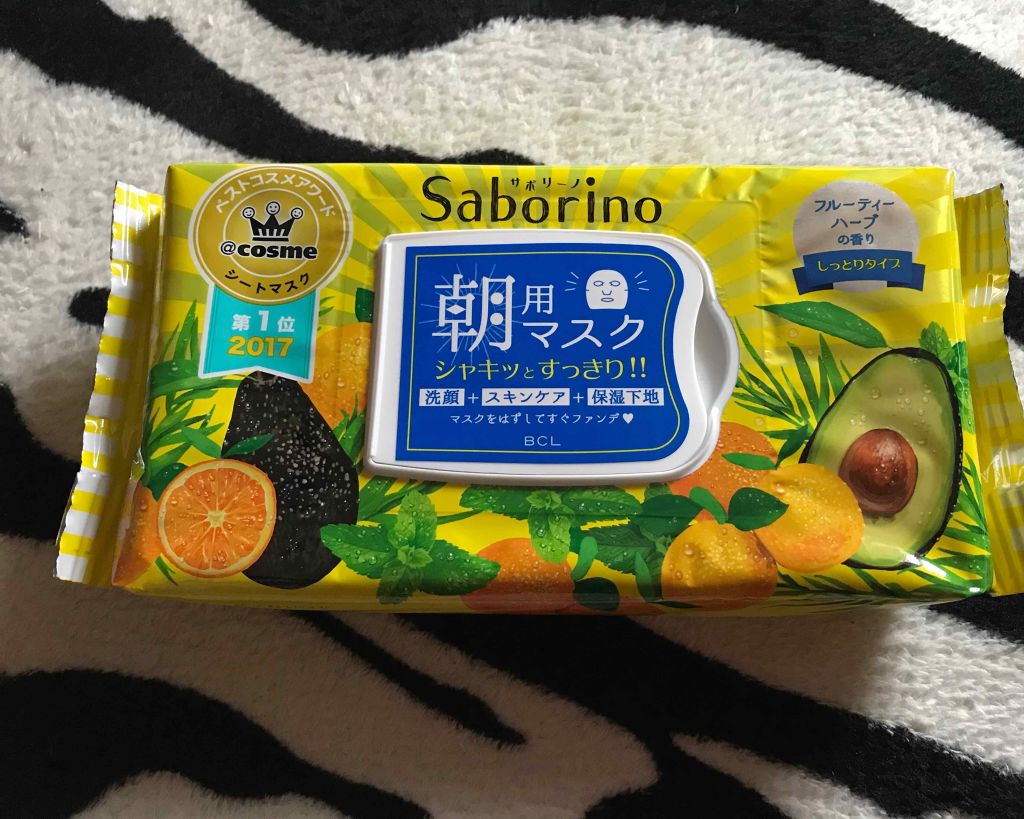 ベストコスメアワード
@cosme
シートマスク
第1位
2017
サボリーノ
Saborino
朝用マスク
シャキッとすっきり!!
洗顔+スキンケア+保湿下地
マスクをはずしてすぐファンデ♥
BCL
フルーティー
ハーブ
の香り
しっとりタイプ